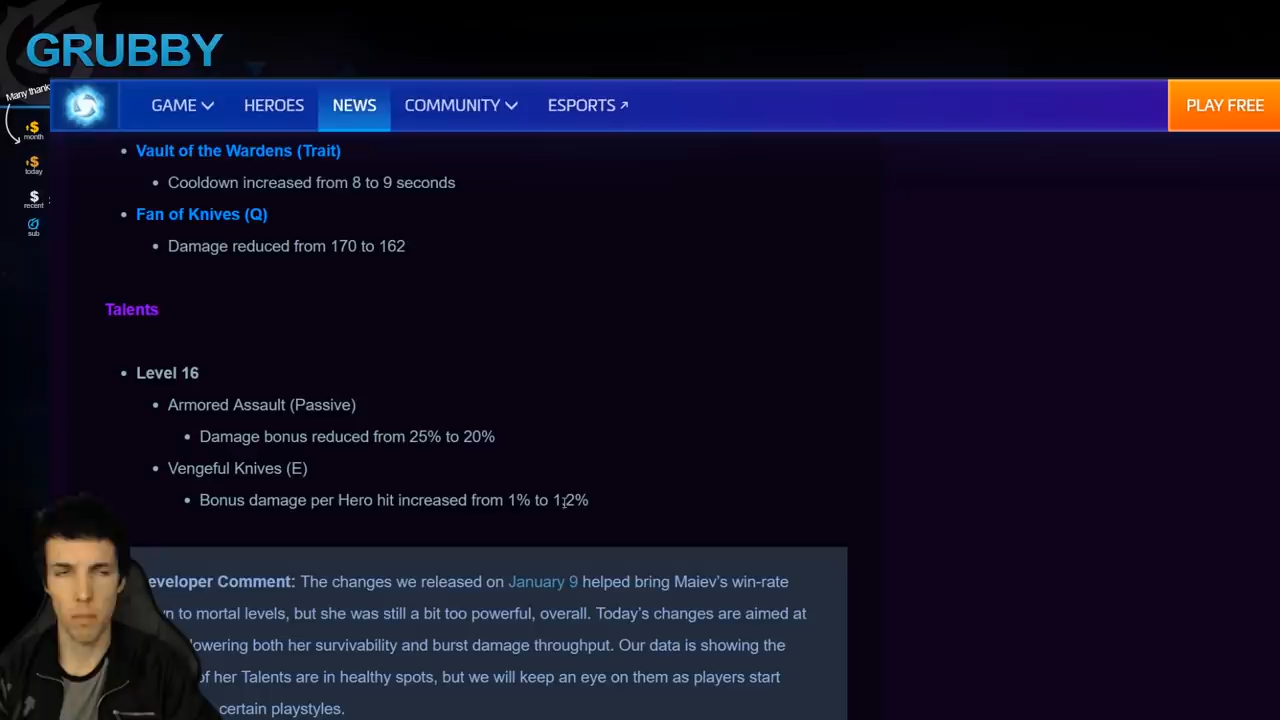 GRUBBY
Many thank
GAME HEROES NEWS COMMUNITY ESPORTS PLAY FREE
$
month
$
today
$
recent
sub
Vault of the Wardens (Trait)
Cooldown increased from 8 to 9 seconds
Fan of Knives (Q)
Damage reduced from 170 to 162
Talents
Level 16
Armored Assault (Passive)
Damage bonus reduced from 25% to 20%
Vengeful Knives (E)
Bonus damage per Hero hit increased from 1% to 1.2%
eveloper Comment: The changes we released on January 9 helped bring Maiev's win-rate
n to mortal levels, but she was still a bit too powerful, overall. Today's changes are aimed at
lowering both her survivability and burst damage throughput. Our data is showing the
of her Talents are in healthy spots, but we will keep an eye on them as players start
certain playstyles.